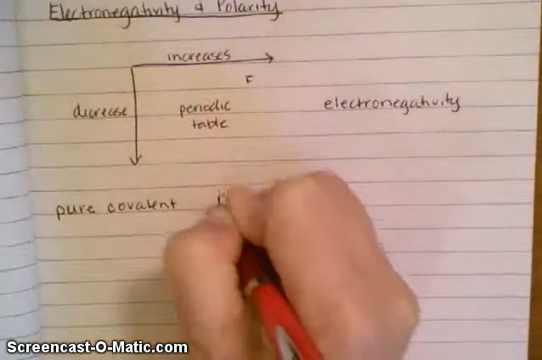 Electronegativity & Polarity
increases
F
decrease
periodic
table
electronegativity
pure covalent
Screencast-O-Matic.com